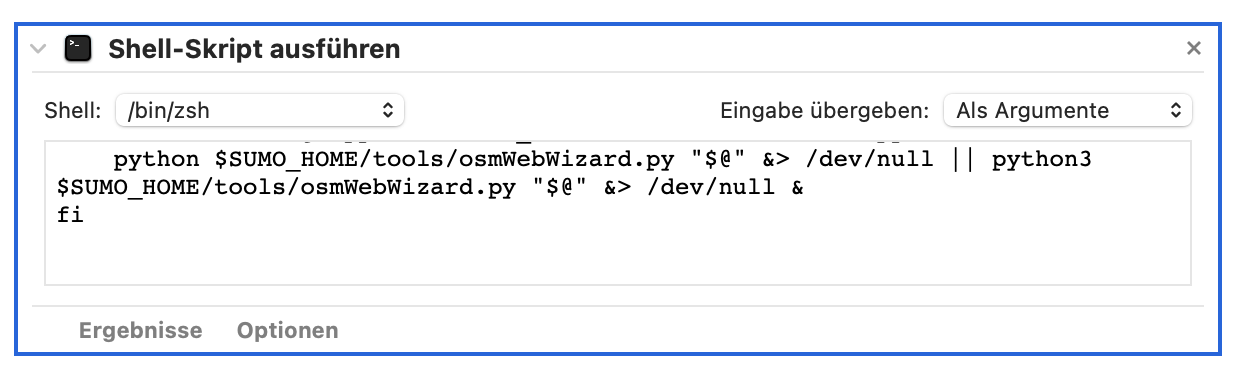 Shell-Skript ausführen
Shell: /bin/zsh Eingabe übergeben: Als Argumente
python $SUMO_HOME/tools/osmWebWizard.py "$@" &> /dev/null || python3
$SUMO_HOME/tools/osmWebWizard.py "$@" &> /dev/null &
fi
Ergebnisse Optionen